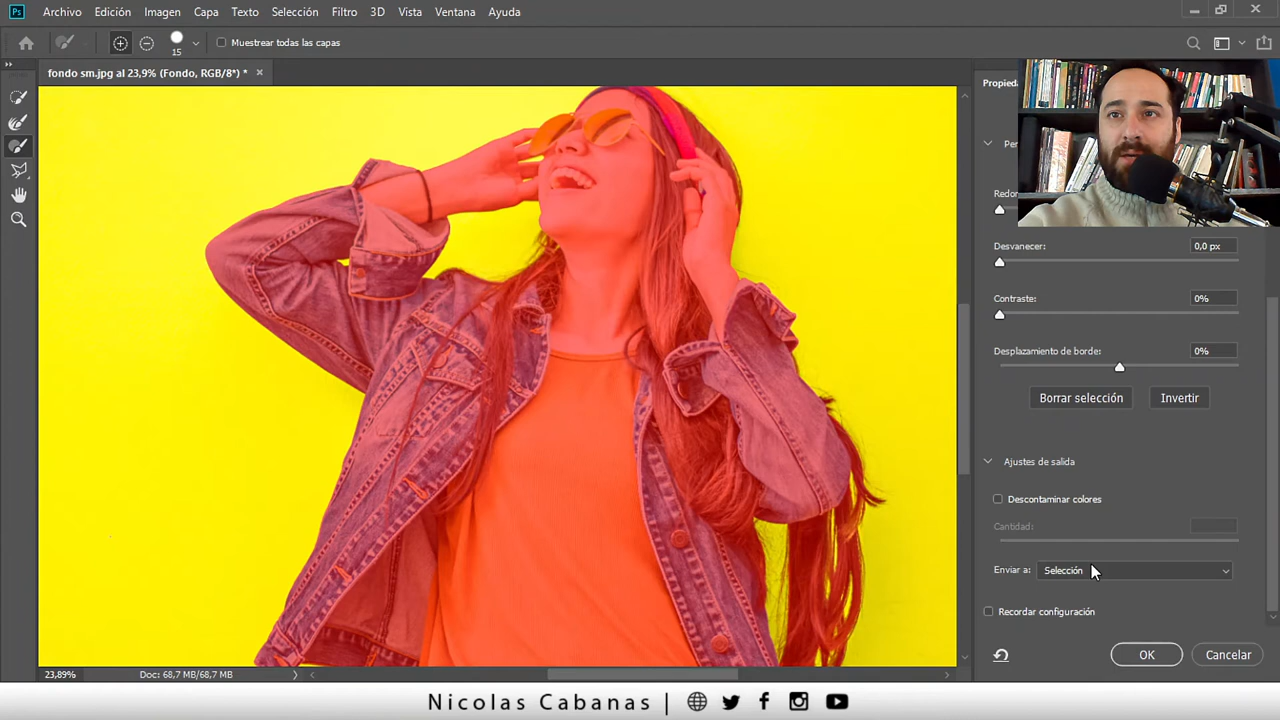 Ps Archivo Edición Imagen Capa Texto Selección Filtro 3D Vista Ventana Ayuda
15 Muestrear todas las capas
fondo sm.jpg al 23,9% (Fondo, RGB/8*) * ×
Propieda
Desvanecer: 0,0 px
Contraste: 0%
Desplazamiento de borde: 0%
Borrar selección Invertir
Ajustes de salida
Descontaminar colores
Cantidad:
Enviar a: Selección
Recordar configuración
OK Cancelar
23,89% Doc: 68,7 MB/68,7 MB
Nicolas Cabanas |